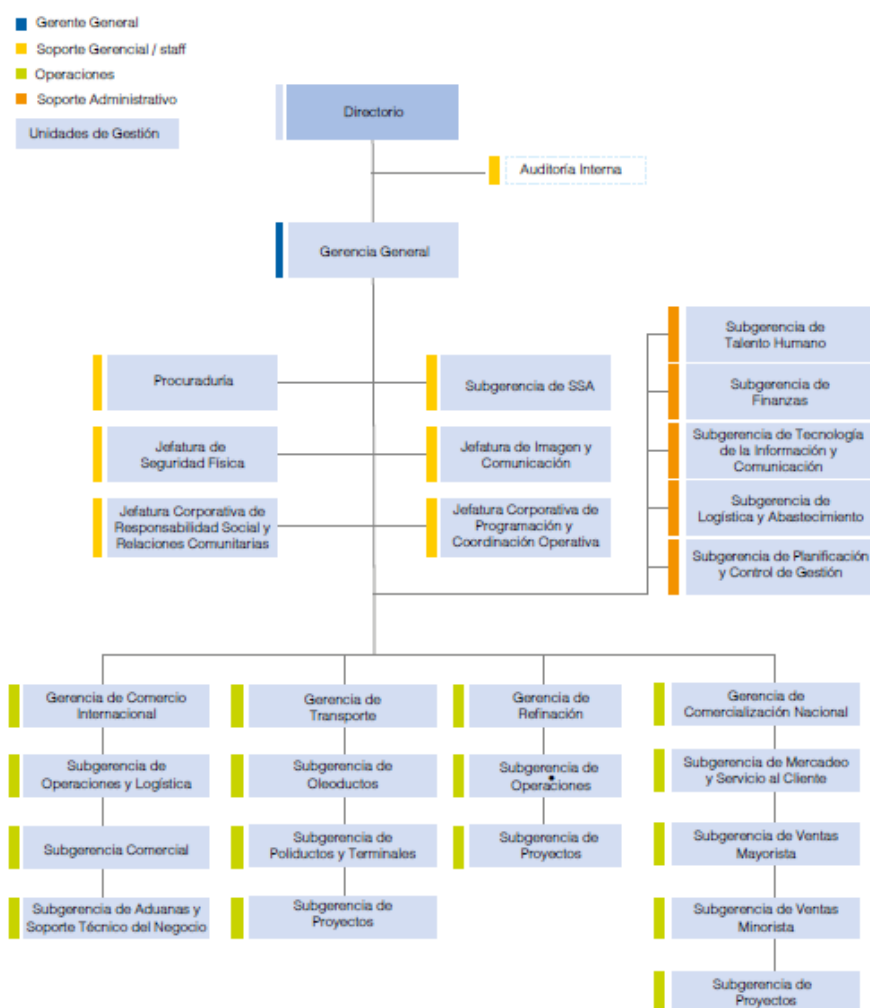 Gerente General
Soporte Gerencial / staff
Operaciones
Soporte Administrativo
Unidades de Gestión
Directorio
Auditoría Interna
Gerencia General
Procuraduría
Subgerencia de SSA
Jefatura de
Seguridad Física
Jefatura de Imagen y
Comunicación
Jefatura Corporativa de
Responsabilidad Social y
Relaciones Comunitarias
Jefatura Corporativa de
Programación y
Coordinación Operativa
Subgerencia de
Talento Humano
Subgerencia de
Finanzas
Subgerencia de Tecnología
de la Información y
Comunicación
Subgerencia de
Logística y Abastecimiento
Subgerencia de Planificación
y Control de Gestión
Gerencia de Comercio
Internacional
Subgerencia de
Operaciones y Logística
Subgerencia Comercial
Subgerencia de Aduanas y
Soporte Técnico del Negocio
Gerencia de
Transporte
Subgerencia de
Oleoductos
Subgerencia de
Poliductos y Terminales
Subgerencia de
Proyectos
Gerencia de
Refinación
Subgerencia de
Operaciones
Subgerencia de
Proyectos
Gerencia de
Comercialización Nacional
Subgerencia de Mercadeo
y Servicio al Cliente
Subgerencia de Ventas
Mayorista
Subgerencia de Ventas
Minorista
Subgerencia de
Proyectos